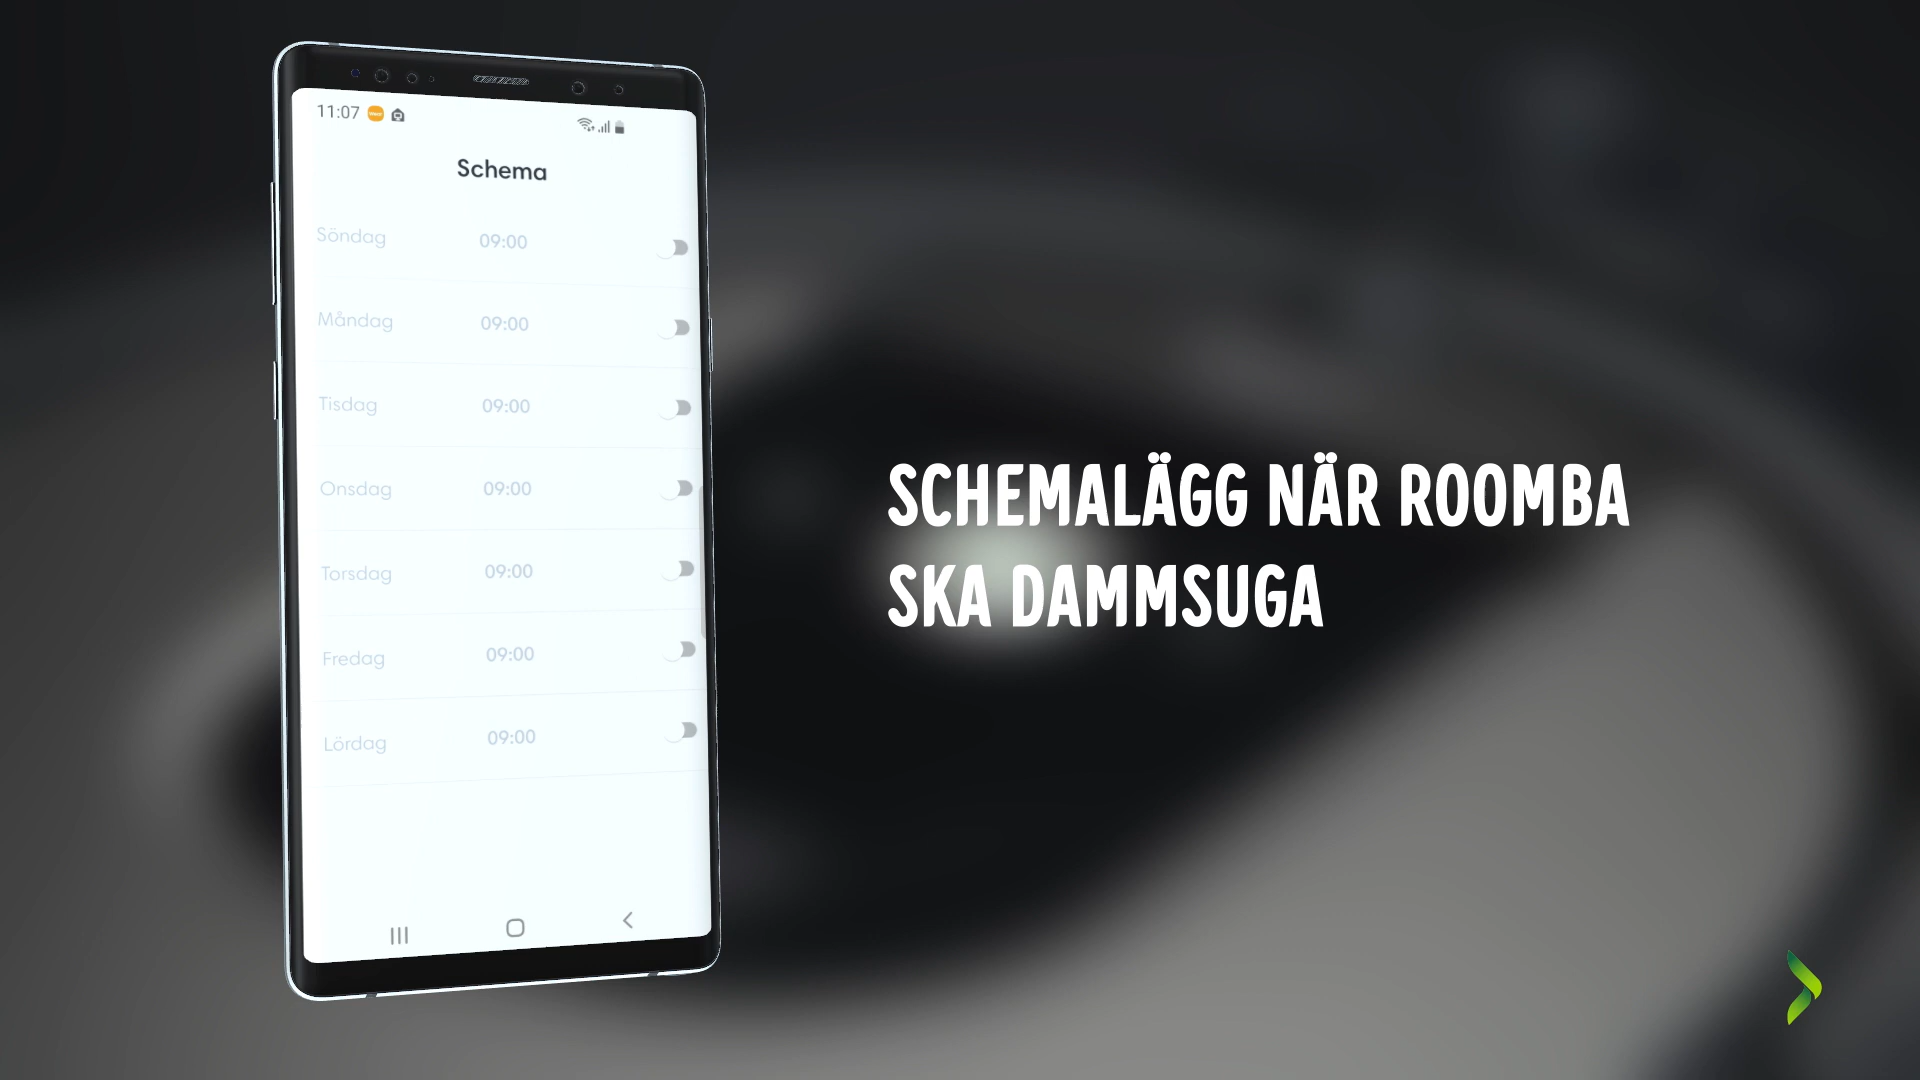 11:07
Schema
Söndag 09:00
Måndag 09:00
Tisdag 09:00
Onsdag 09:00
Torsdag 09:00
Fredag 09:00
Lördag 09:00
SCHEMALÄGG NÄR ROOMBA
SKA DAMMSUGA